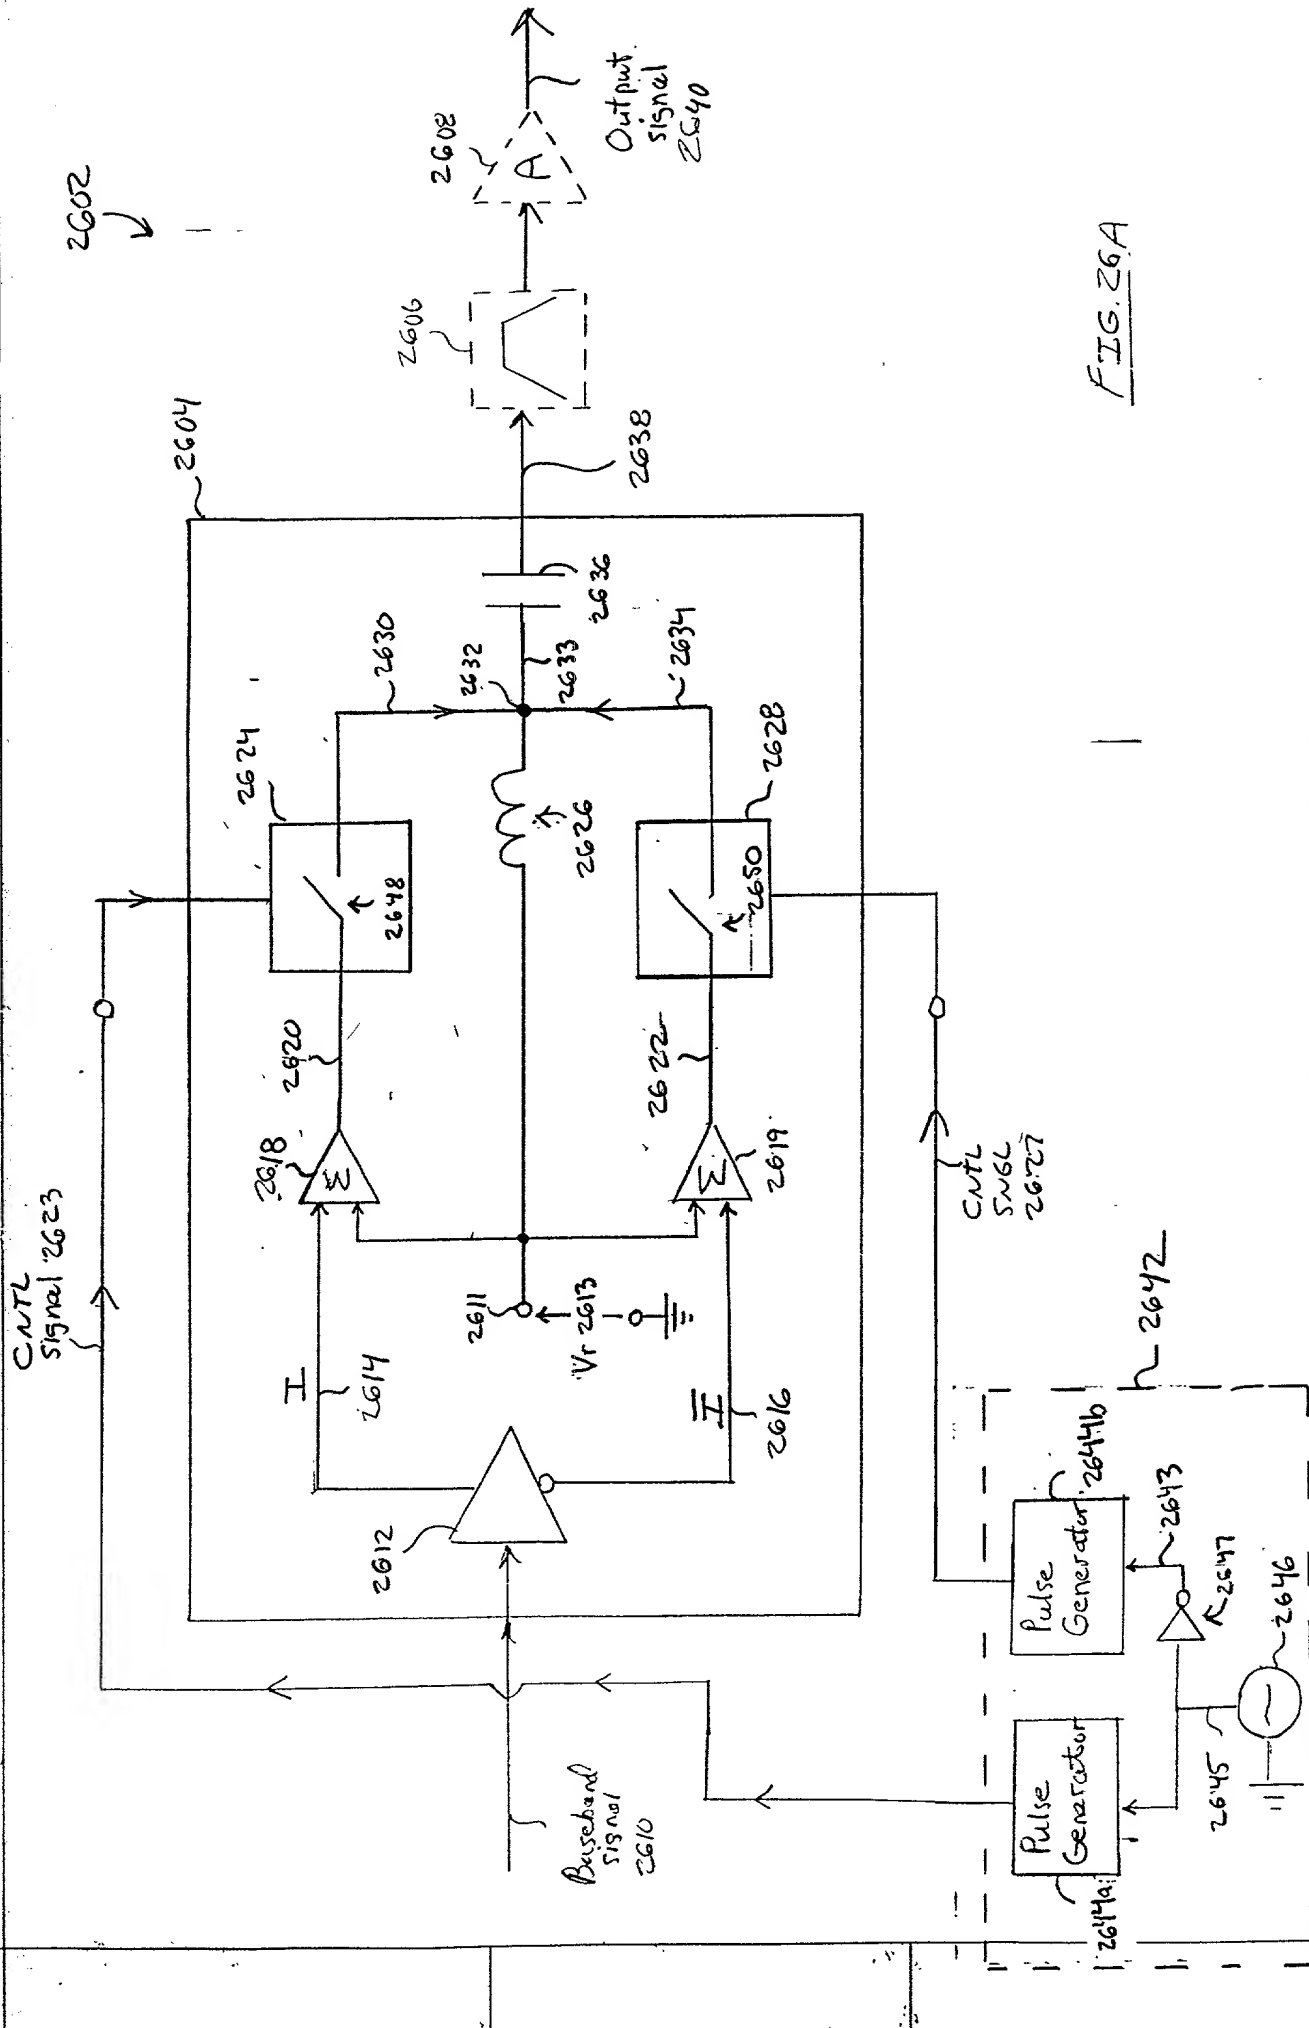 2602
2604
2606
2608
A
Output
signal
2640
2638
2636
2630
2632
2633
2634
2624
2648
2626
2628
2650
2620
2622
2618
Σ
2619
Σ
CNTL
signal 2623
CNTL
SNGL
2627
2611
Vr 2613
I
2614
I
2616
2612
Baseband
signal
2610
2642
Pulse
Generator
2644a
Pulse
Generator
2644b
2643
2647
2645
2646
FIG. 26A